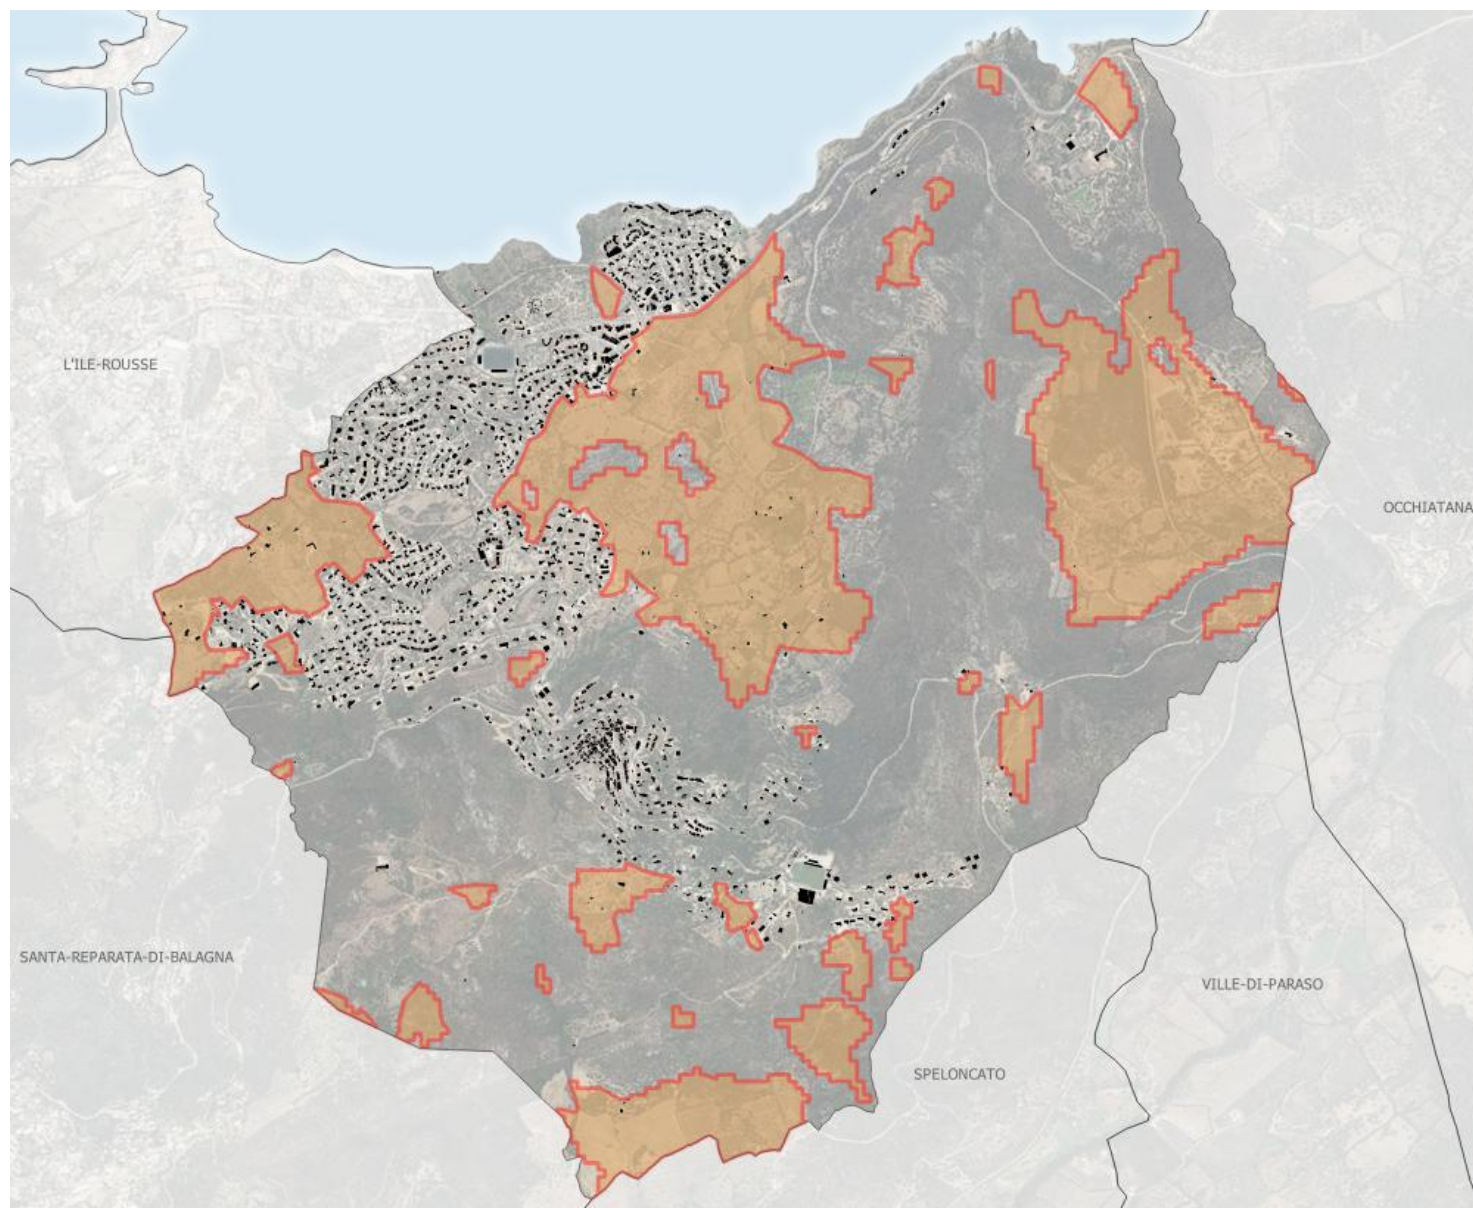 L'ILE-ROUSSE
OCCHIATANA
SANTA-REPARATA-DI-BALAGNA
VILLE-DI-PARASO
SPELONCATO